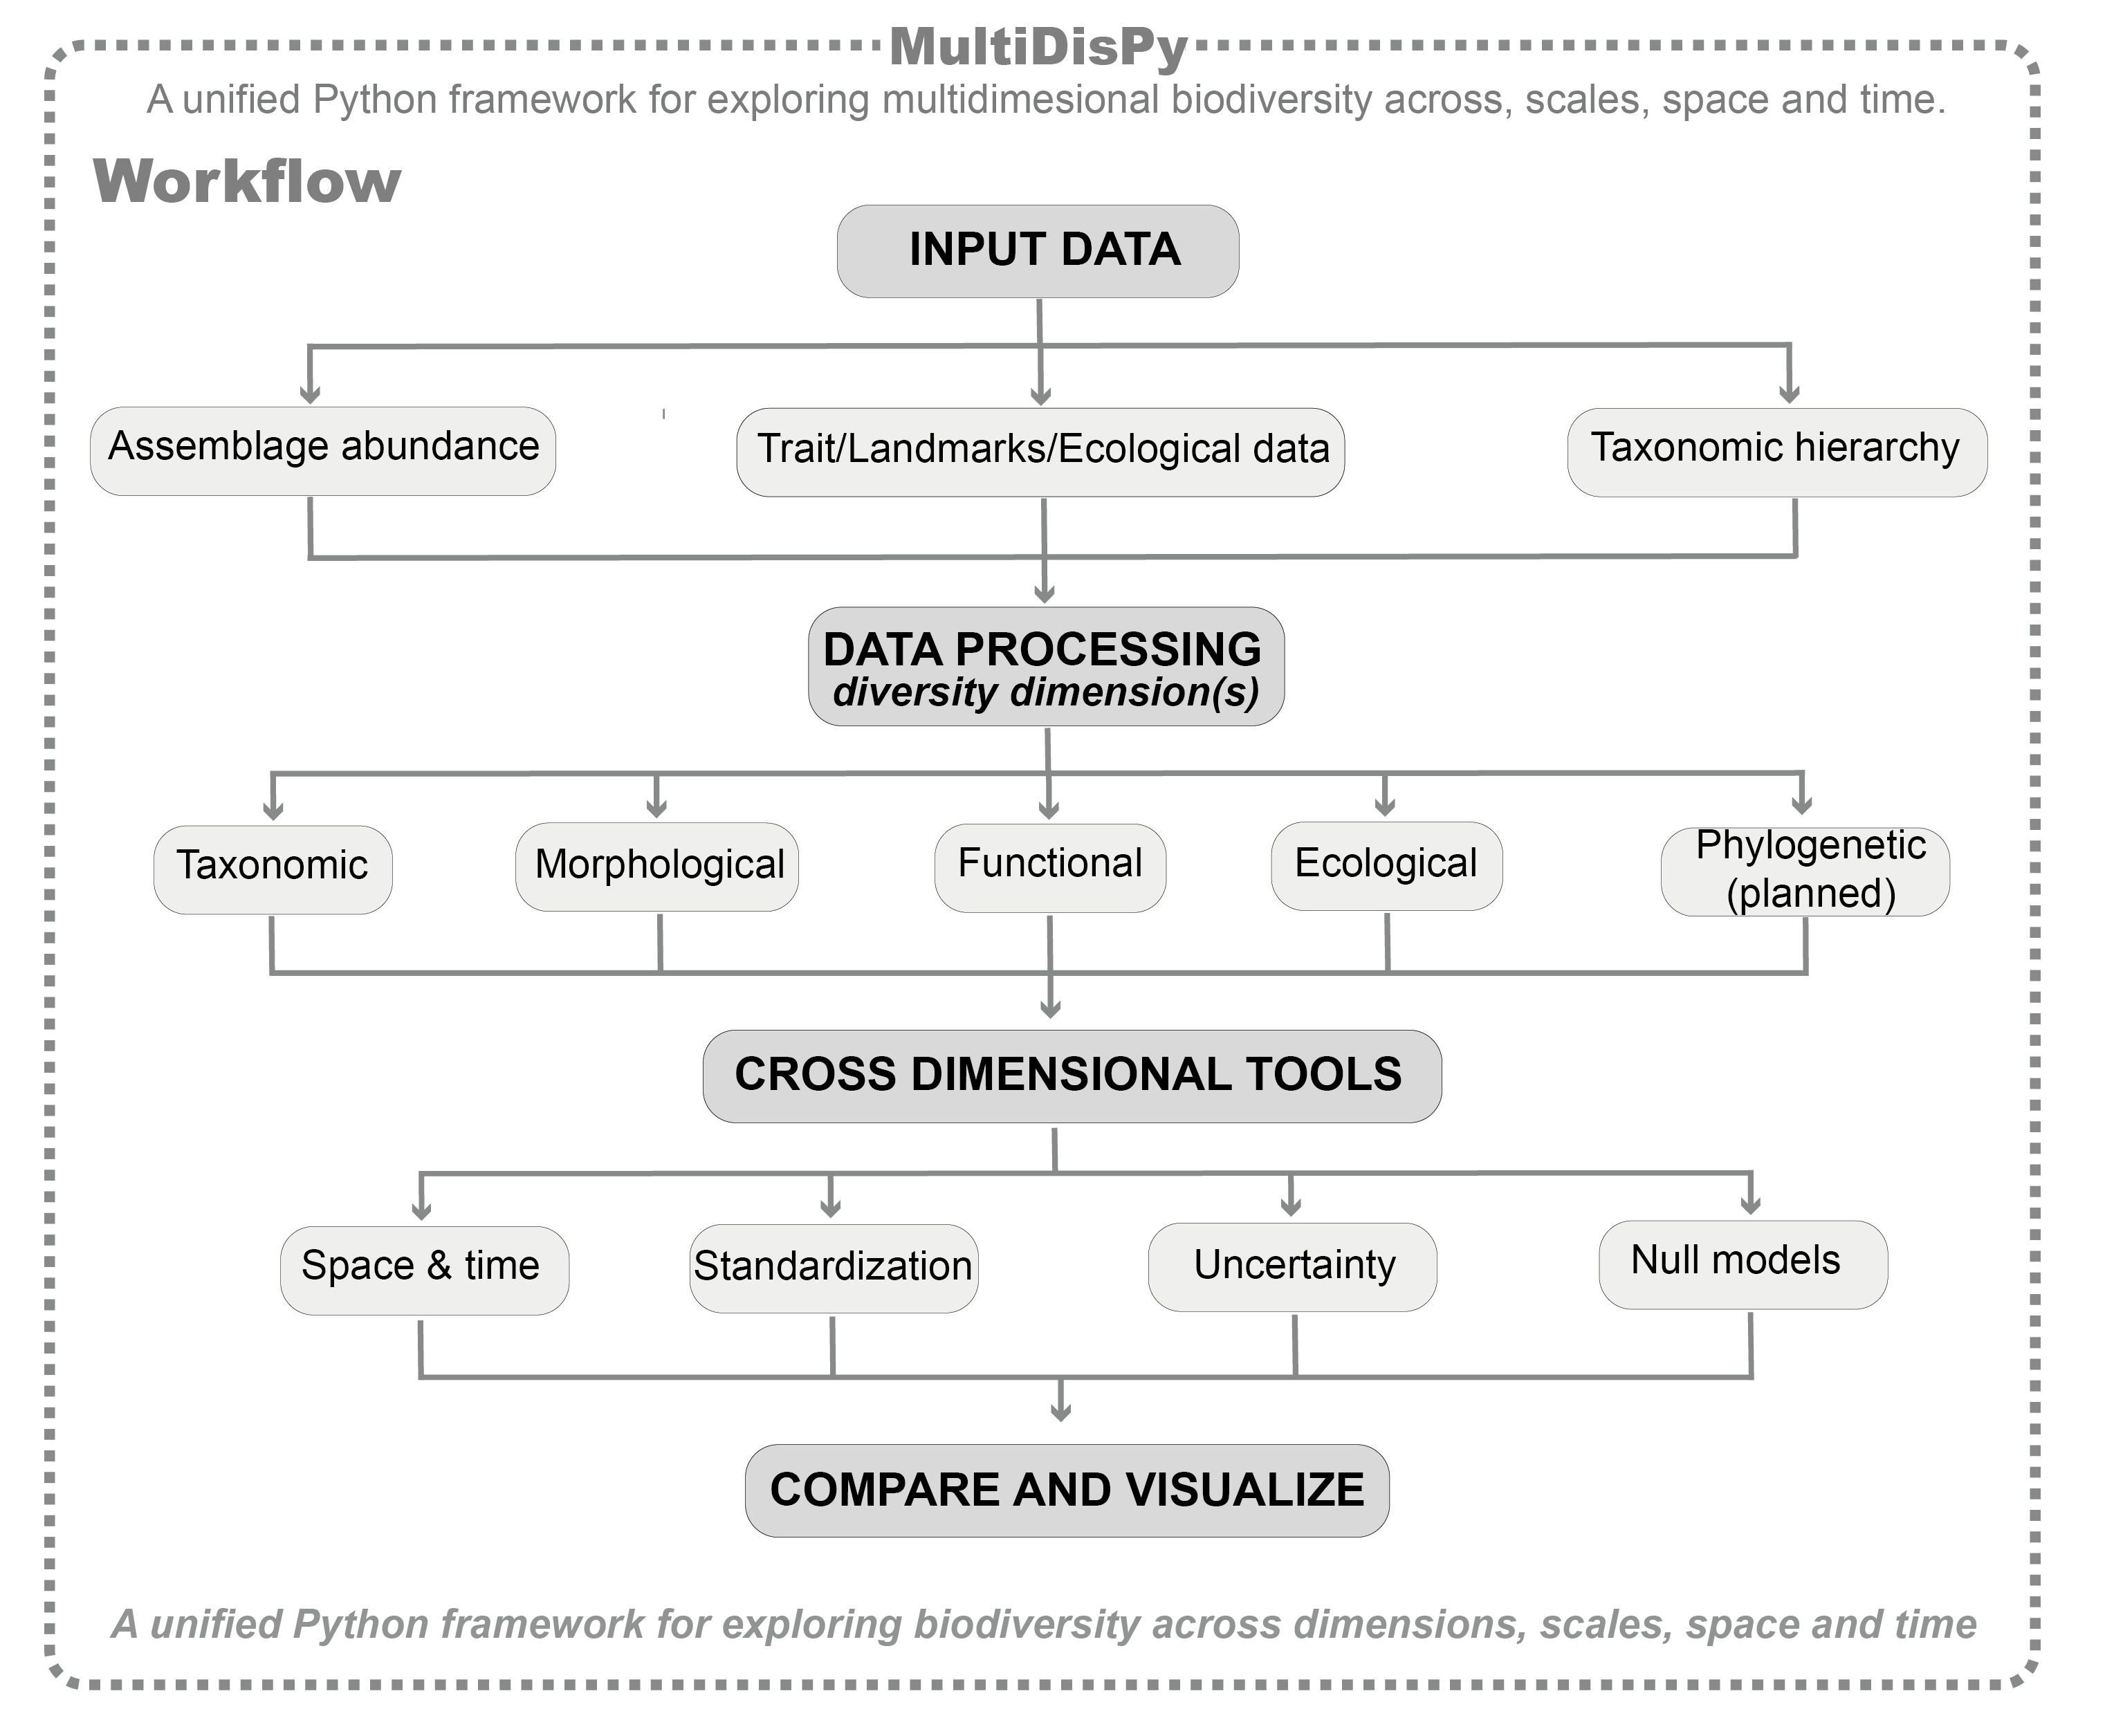 MultiDisPy
A unified Python framework for exploring multidimesional biodiversity across, scales, space and time.
Workflow
INPUT DATA
Assemblage abundance
Trait/Landmarks/Ecological data
Taxonomic hierarchy
DATA PROCESSING
diversity dimension(s)
Taxonomic
Morphological
Functional
Ecological
Phylogenetic
(planned)
CROSS DIMENSIONAL TOOLS
Space & time
Standardization
Uncertainty
Null models
COMPARE AND VISUALIZE
A unified Python framework for exploring biodiversity across dimensions, scales, space and time